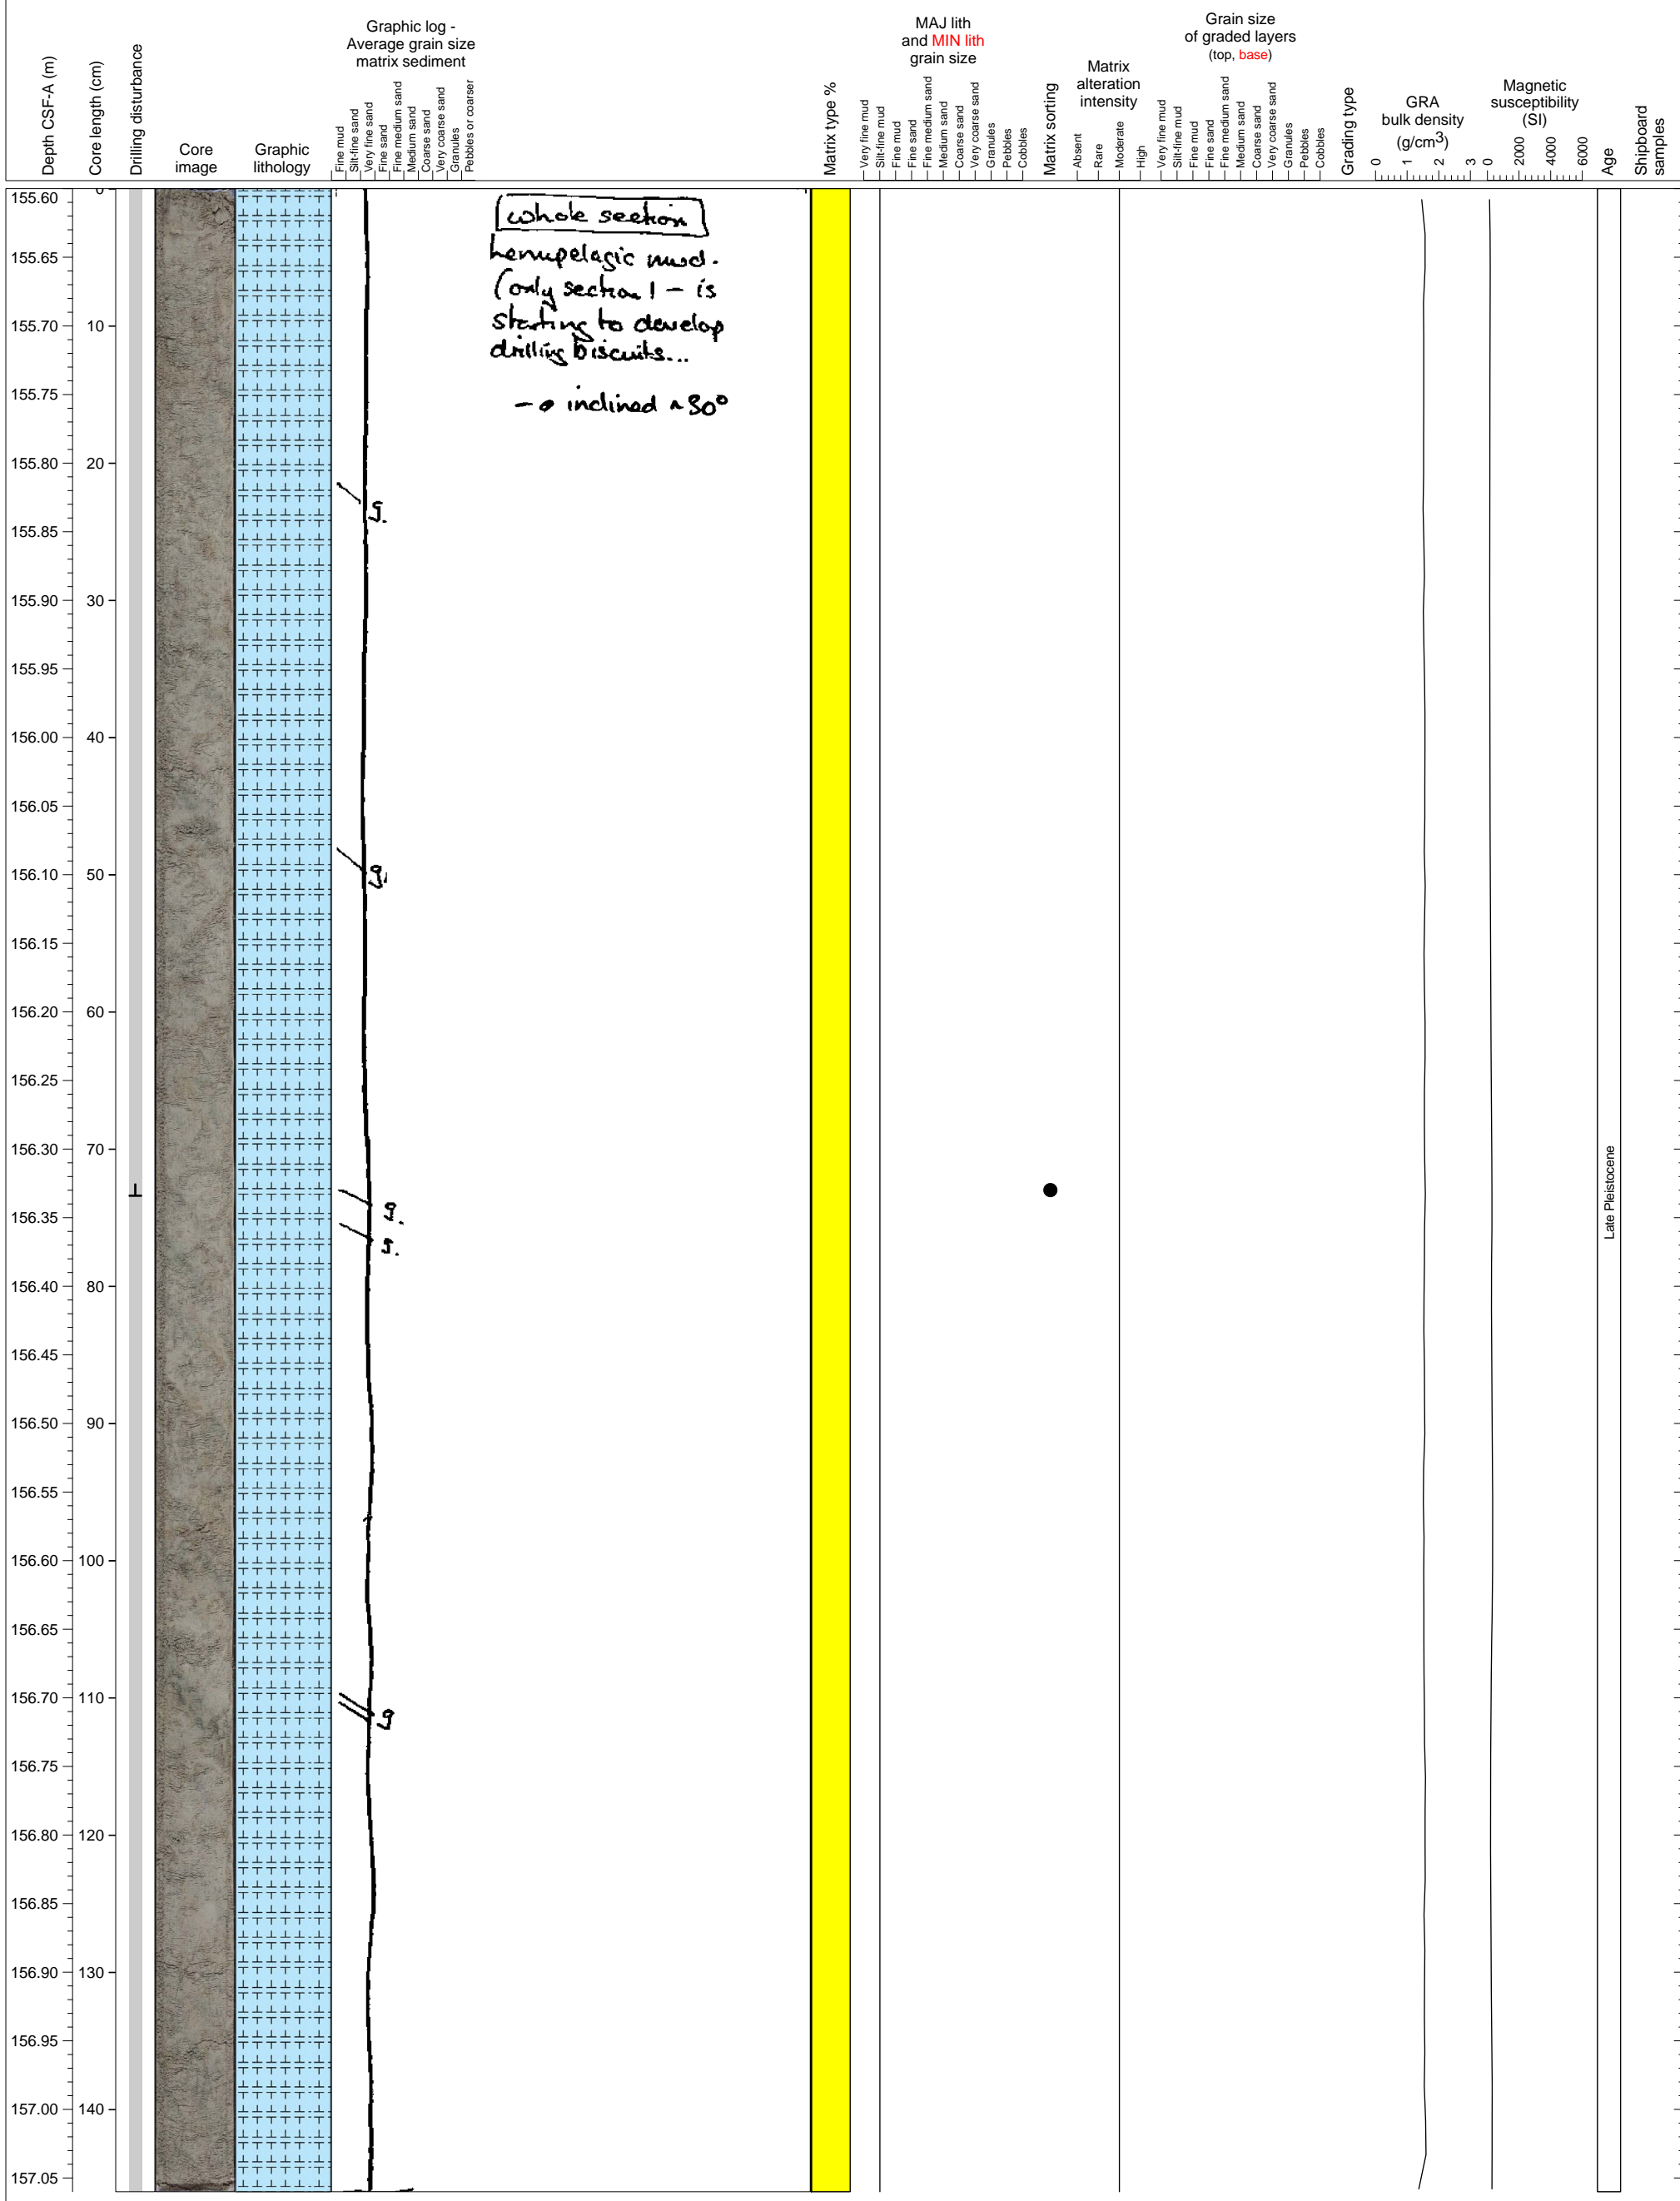 Depth CSF-A (m)
Core length (cm)
Drilling disturbance
Core
image
Graphic
lithology
Graphic log -
Average grain size
matrix sediment
Fine mud
Silt-fine sand
Very fine sand
Fine sand
Fine medium sand
Medium sand
Coarse sand
Very coarse sand
Granules
Pebbles or coarser
Matrix type %
MAJ lith
and MIN lith
grain size
Very fine mud
Silt-fine mud
Fine mud
Fine sand
Fine medium sand
Medium sand
Coarse sand
Very coarse sand
Granules
Pebbles
Cobbles
Matrix sorting
Matrix
alteration
intensity
Absent
Rare
Moderate
High
Grain size
of graded layers
(top, base)
Very fine mud
Silt-fine mud
Fine mud
Fine sand
Fine medium sand
Medium sand
Coarse sand
Very coarse sand
Granules
Pebbles
Cobbles
Grading type
GRA
bulk density
(g/cm3)
0 1 2 3
Magnetic
susceptibility
(SI)
0 2000 4000 6000
Age
Shipboard
samples
155.60
155.65
155.70
155.75
155.80
155.85
155.90
155.95
156.00
156.05
156.10
156.15
156.20
156.25
156.30
156.35
156.40
156.45
156.50
156.55
156.60
156.65
156.70
156.75
156.80
156.85
156.90
156.95
157.00
157.05
0
10
20
30
40
50
60
70
80
90
100
110
120
130
140
whole section
hemipelagic mud.
(only section 1 - is
starting to develop
drilling biscuits...
inclined ~30°
g.
g.
g.
g.
g
Late Pleistocene